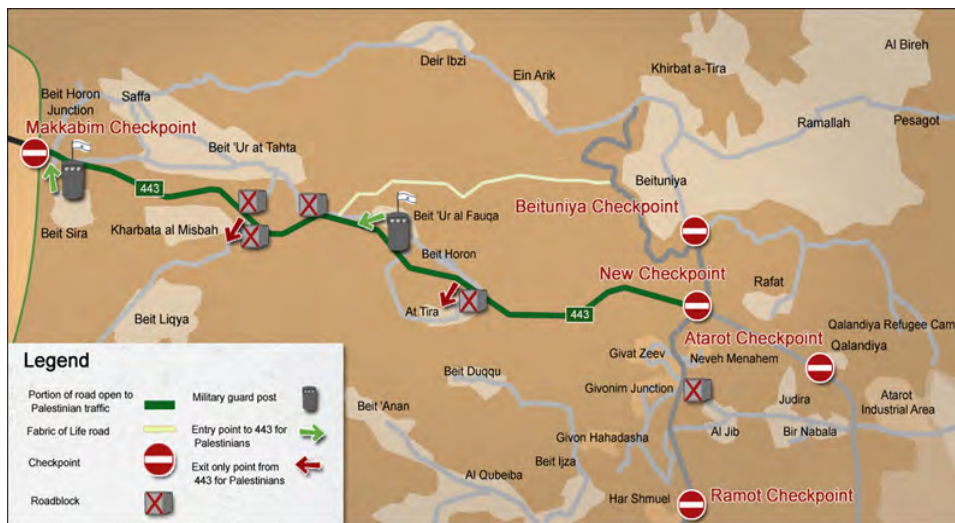 Al Bireh
Deir Ibzi
Khirbat a-Tira
Ein Arik
Beit Horon
Junction
Saffa
Ramallah
Pesagot
Makkabim Checkpoint
Beit 'Ur at Tahta
Beituniya
443
Beituniya Checkpoint
Beit 'Ur al Fauqa
Beit Sira
Kharbata al Misbah
Beit Horon
New Checkpoint
Rafat
At Tira
443
Beit Liqya
Qalandiya Refugee Cam
Atarot Checkpoint
Qalandiya
Givat Zeev
Neveh Menahem
Beit Duqqu
Givonim Junction
Judira
Atarot
Industrial Area
Beit 'Anan
Al Jib
Bir Nabala
Givon Hahadasha
Beit Ijza
Al Qubeiba
Har Shmuel
Ramot Checkpoint
Legend
Portion of road open to
Palestinian traffic
Military guard post
Fabric of Life road
Entry point to 443 for
Palestinians
Checkpoint
Exit only point from
443 for Palestinians
Roadblock